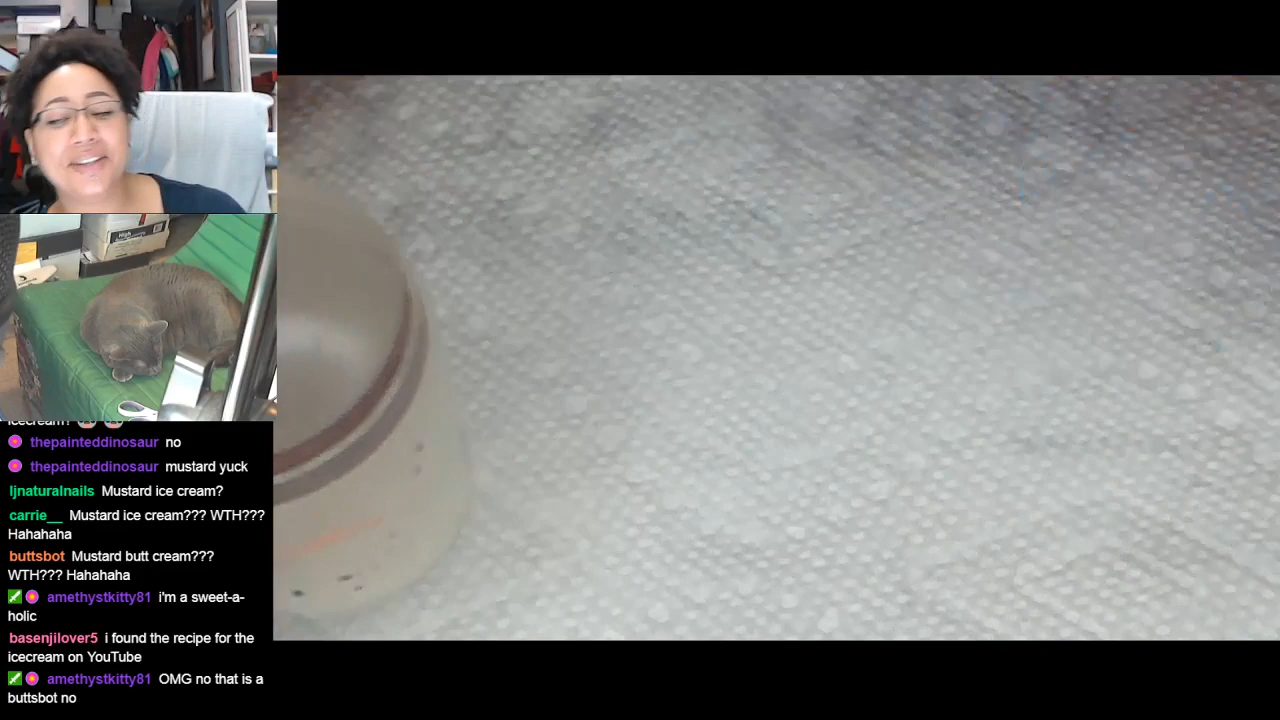 thepainteddinosaur no
thepainteddinosaur mustard yuck
ljnaturalnails Mustard ice cream?
carrie__ Mustard ice cream??? WTH???
Hahahaha
buttsbot Mustard butt cream???
WTH??? Hahahaha
amethystkitty81 i'm a sweet-a-
holic
basenjilover5 i found the recipe for the
icecream on YouTube
amethystkitty81 OMG no that is a
buttsbot no